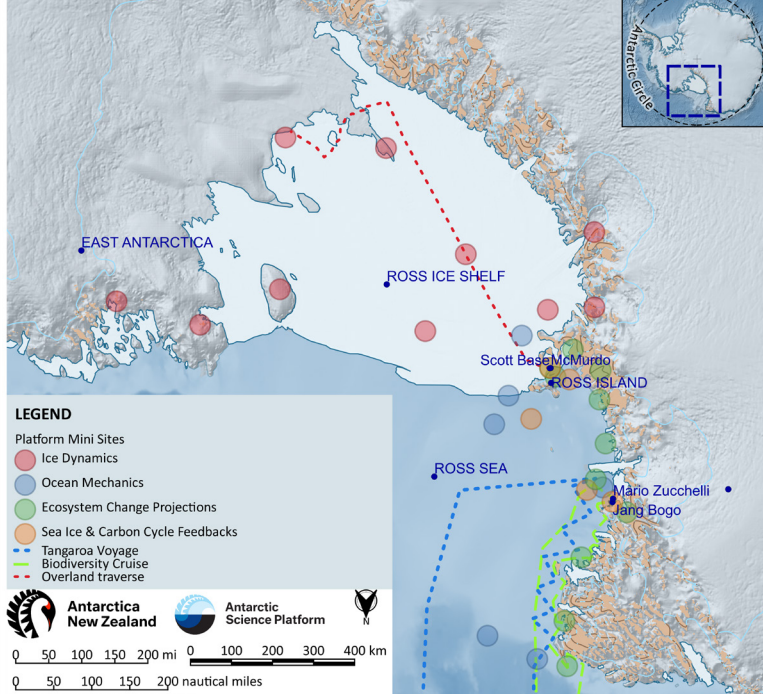 Antarctic Circle
EAST ANTARCTICA
ROSS ICE SHELF
Scott Base McMurdo
ROSS ISLAND
ROSS SEA
Mario Zucchelli
Jang Bogo
LEGEND
Platform Mini Sites
Ice Dynamics
Ocean Mechanics
Ecosystem Change Projections
Sea Ice & Carbon Cycle Feedbacks
Tangaroa Voyage
Biodiversity Cruise
Overland traverse
Antarctica
New Zealand
Antarctic
Science Platform
N
0 50 100 150 200 mi
0 100 200 300 400 km
0 50 100 150 200 nautical miles